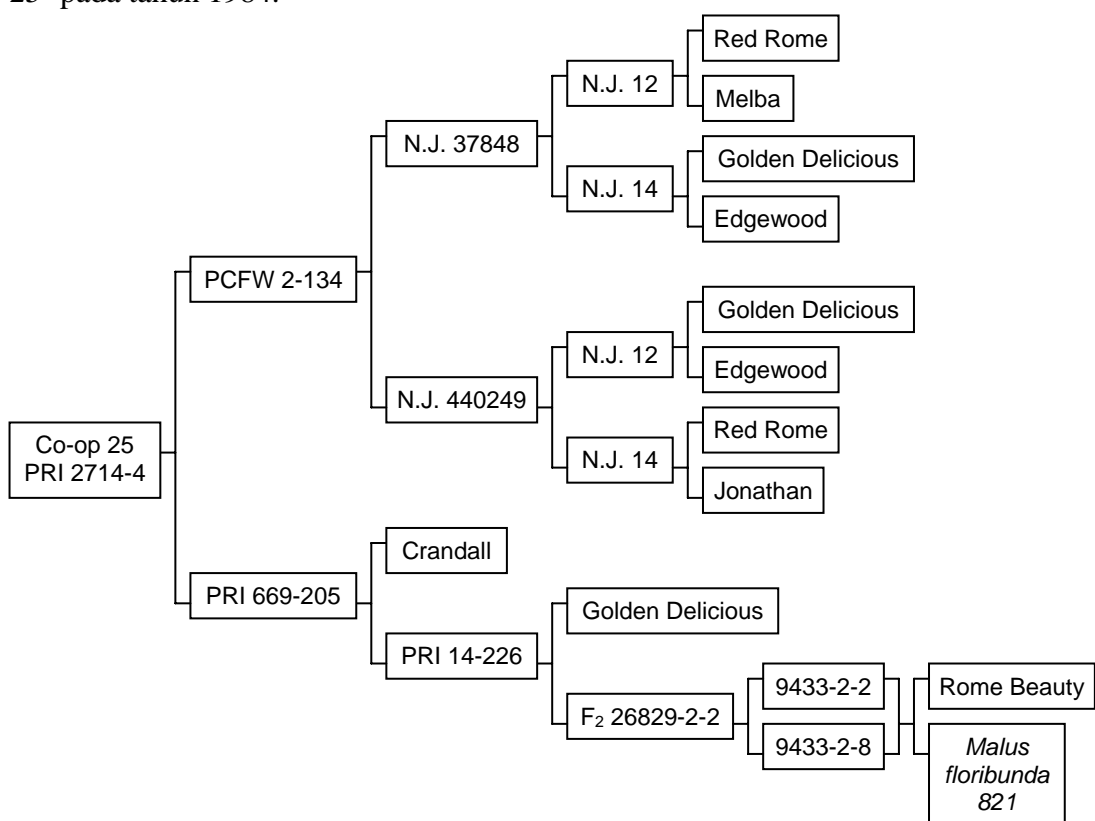 25" pada tahun 1984.
Red Rome
N.J. 12
Melba
N.J. 37848
Golden Delicious
N.J. 14
Edgewood
PCFW 2-134
Golden Delicious
N.J. 12
Edgewood
N.J. 440249
Red Rome
N.J. 14
Jonathan
Co-op 25
PRI 2714-4
Crandall
PRI 669-205
Golden Delicious
PRI 14-226
9433-2-2
Rome Beauty
F₂ 26829-2-2
9433-2-8
Malus
floribunda
821